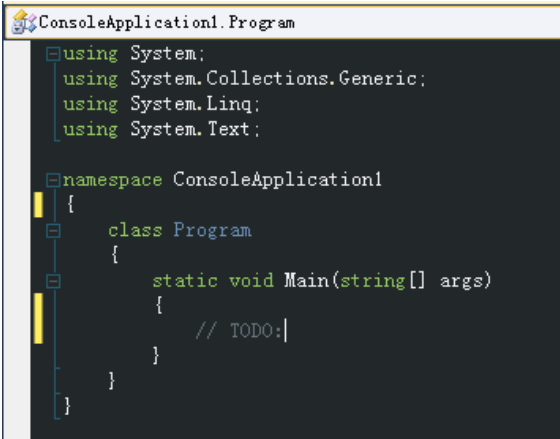 ConsoleApplication1.Program
using System;
using System.Collections.Generic;
using System.Linq;
using System.Text;
namespace ConsoleApplication1
{
class Program
{
static void Main(string[] args)
{
// TODO:
}
}
}